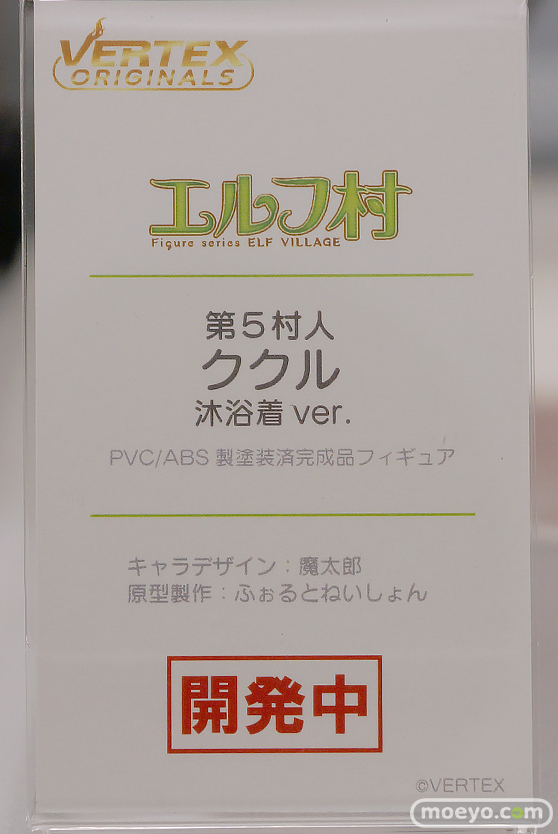 VERTEX
ORIGINALS
エルフ村
Figure series ELF VILLAGE
第5村人
ククル
沐浴着 ver.
PVC/ABS 製塗装済完成品フィギュア
キャラデザイン：魔太郎
原型製作：ふぉるとねいしょん
開発中
©VERTEX
moeyo.com